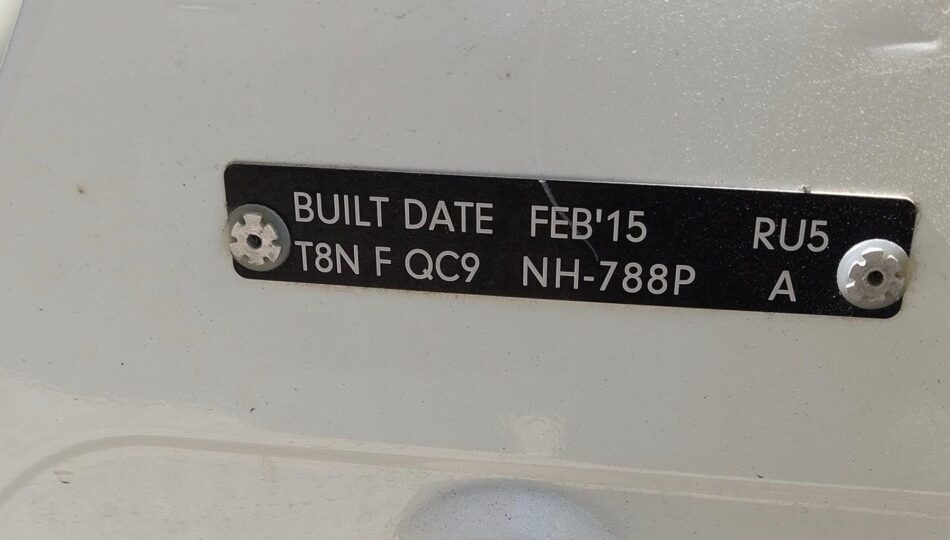 BUILT DATE FEB'15 RU5
T8N F QC9 NH-788P A